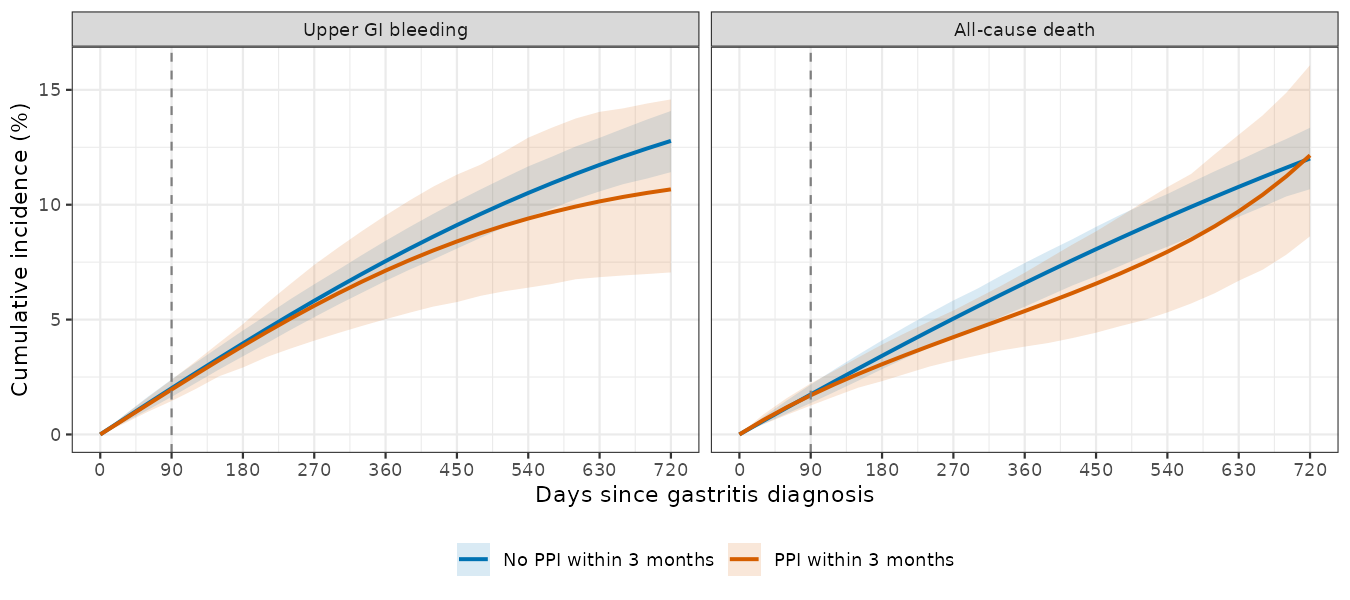 Upper GI bleeding
All-cause death
Cumulative incidence (%)
15
10
5
0
0 90 180 270 360 450 540 630 720
0 90 180 270 360 450 540 630 720
Days since gastritis diagnosis
No PPI within 3 months
PPI within 3 months